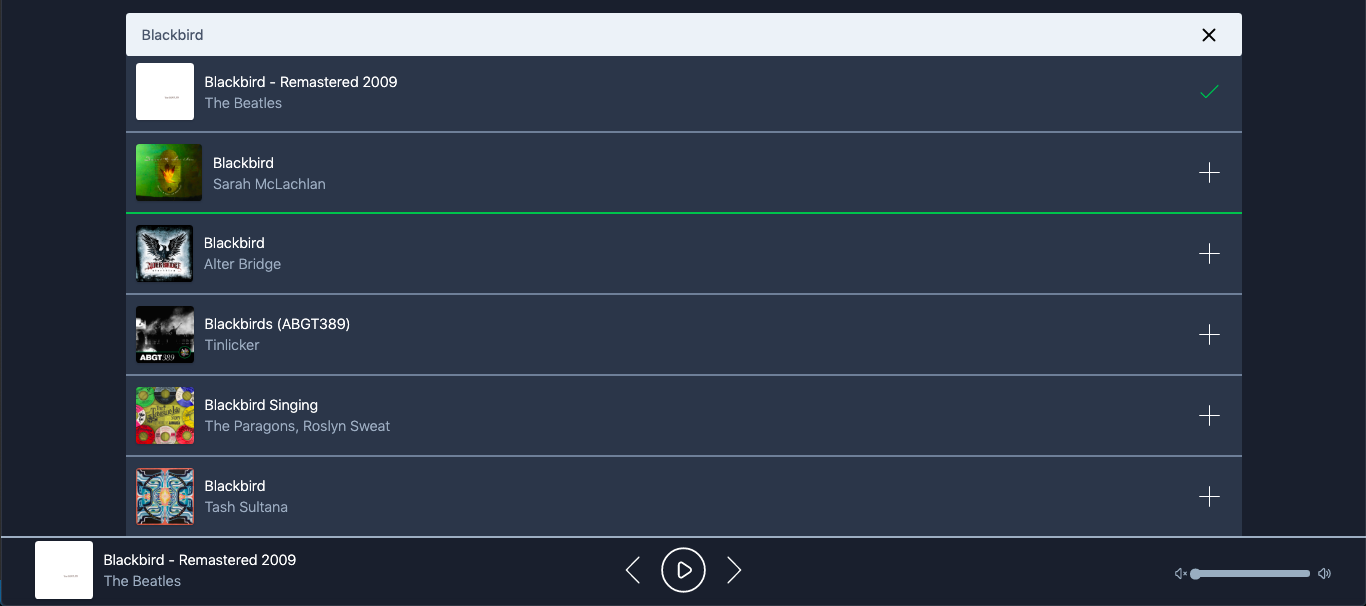 Blackbird
Blackbird - Remastered 2009
The Beatles
Blackbird
Sarah McLachlan
Blackbird
Alter Bridge
Blackbirds (ABGT389)
Tinlicker
ABGT389
Blackbird Singing
The Paragons, Roslyn Sweat
Blackbird
Tash Sultana
Blackbird - Remastered 2009
The Beatles